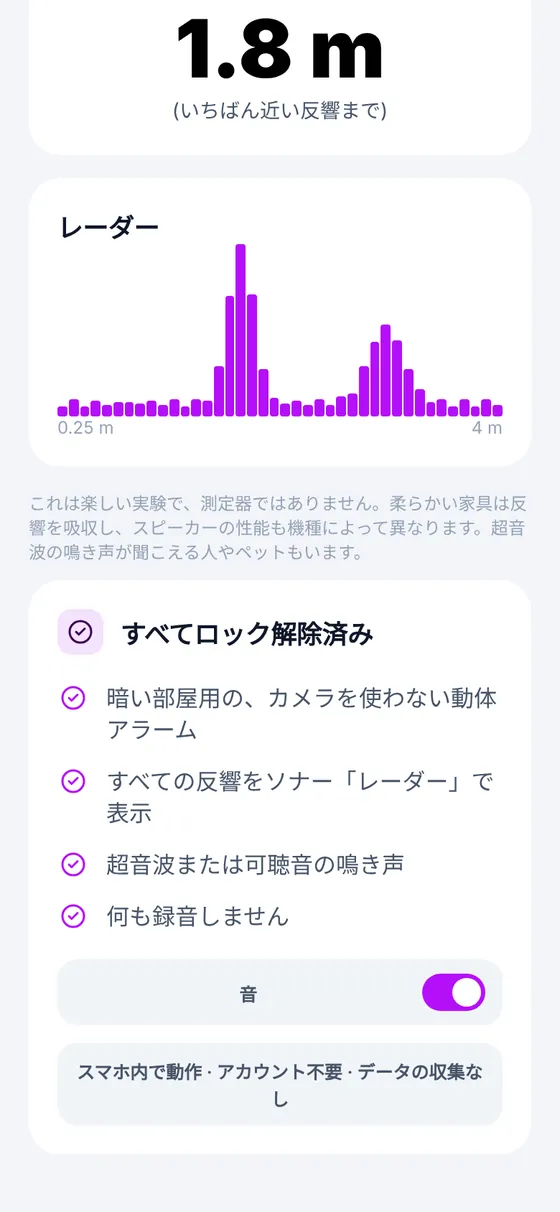 1.8 m
(いちばん近い反響まで)
レーダー
0.25 m
4 m
これは楽しい実験で、測定器ではありません。柔らかい家具は反
響を吸収し、スピーカーの性能も機種によって異なります。超音
波の鳴き声が聞こえる人やペットもいます。
すべてロック解除済み
暗い部屋用の、カメラを使わない動体
アラーム
すべての反響をソナー「レーダー」で
表示
超音波または可聴音の鳴き声
何も録音しません
音
スマホ内で動作 · アカウント不要 · データの収集な
し